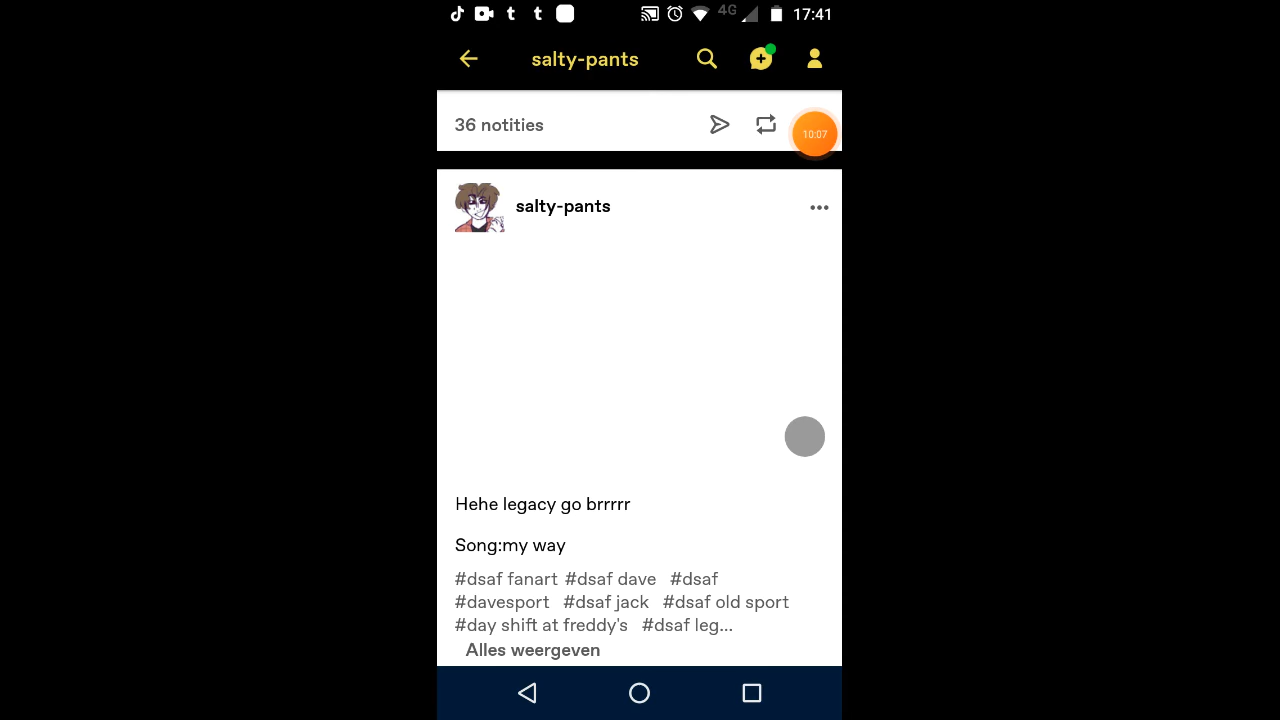 4G 17:41
salty-pants
36 notities
10:07
salty-pants
Hehe legacy go brrrrr
Song:my way
#dsaf fanart #dsaf dave #dsaf
#davesport #dsaf jack #dsaf old sport
#day shift at freddy's #dsaf leg...
Alles weergeven